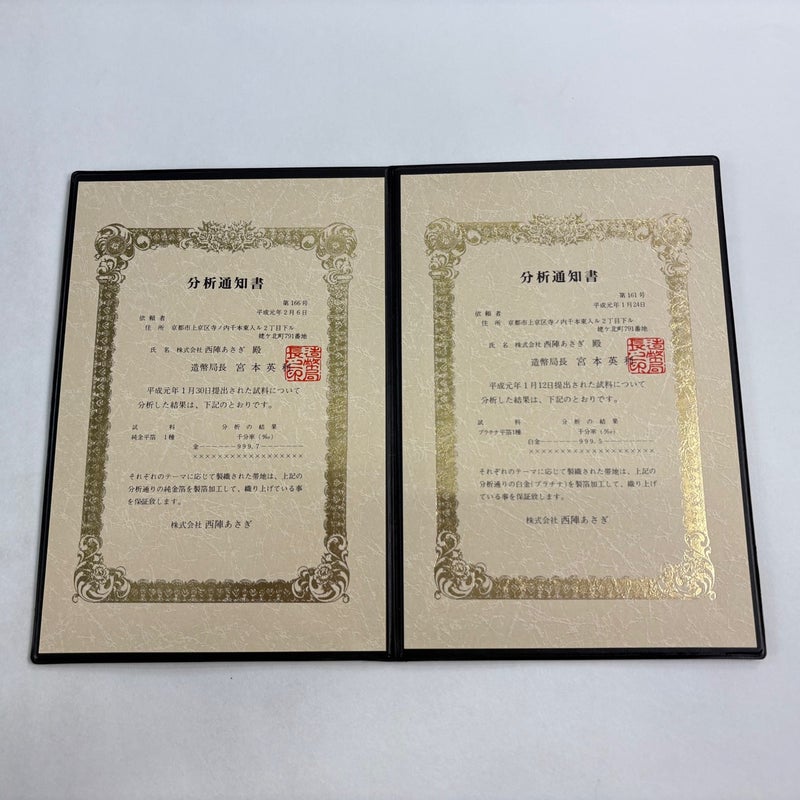 分析通知書
第166号
平成元年2月6日
依頼者
住所 京都市上京区寺ノ内千本東入ル2丁目下ル
姥ケ北町791番地
氏名 株式会社 西陣あさぎ 殿
造幣局長 宮本英利
造幣局長之印
平成元年1月30日提出された試料について
分析した結果は、下記のとおりです。
試料 分析の結果
純金平箔 1種 千分率(‰)
金――――――999.7――――――
×××××××××××××××××××
それぞれのテーマに応じて製織された帯地は、上記の
分析通りの純金箔を製箔加工して、織り上げている事
を保証致します。
株式会社 西陣あさぎ
分析通知書
第161号
平成元年1月24日
依頼者
住所 京都市上京区寺ノ内千本東入ル2丁目下ル
姥ケ北町791番地
氏名 株式会社 西陣あさぎ 殿
造幣局長 宮本英利
平成元年1月12日提出された試料について
分析した結果は、下記のとおりです。
試料 分析の結果
プラチナ平箔1種 千分率(‰)
白金――――――999.5――――――
×××××××××××××××××××
それぞれのテーマに応じて製織された帯地は、上記の
分析通りの白金(プラチナ)を製箔加工して、織り上げ
ている事を保証致します。
株式会社 西陣あさぎ